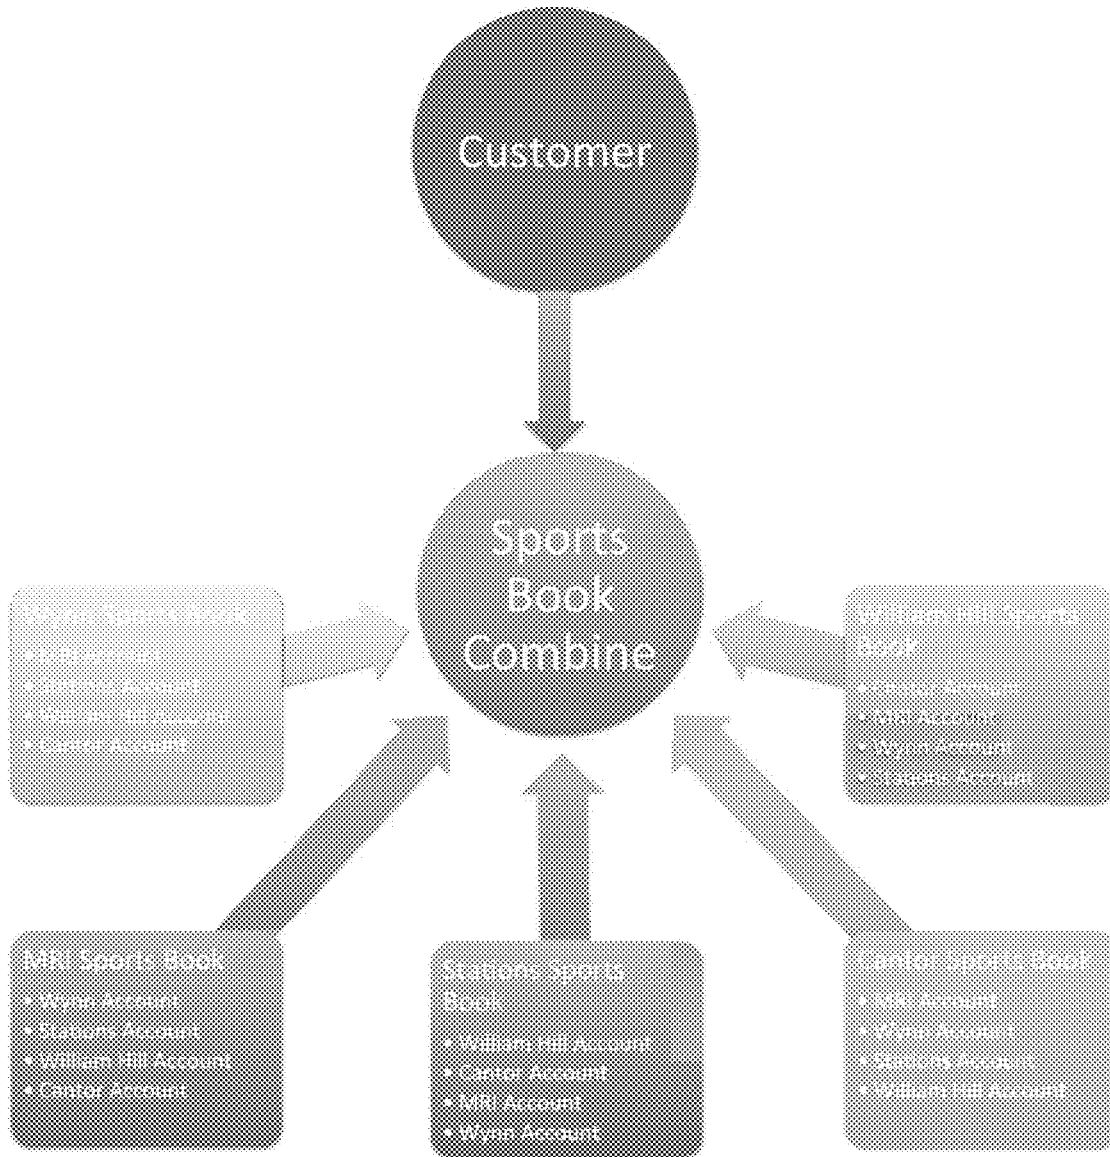 Customer
Sports
Book
Combine
Wynn Sports Book
• MRI Account
• Stations Account
• William Hill Account
• Cantor Account
William Hill Sports
Book
• Cantor Account
• MRI Account
• Wynn Account
• Stations Account
MRI Sports Book
• Wynn Account
• Stations Account
• William Hill Account
• Cantor Account
Stations Sports
Book
• William Hill Account
• Cantor Account
• MRI Account
• Wynn Account
Cantor Sports Book
• MRI Account
• Wynn Account
• Stations Account
• William Hill Account